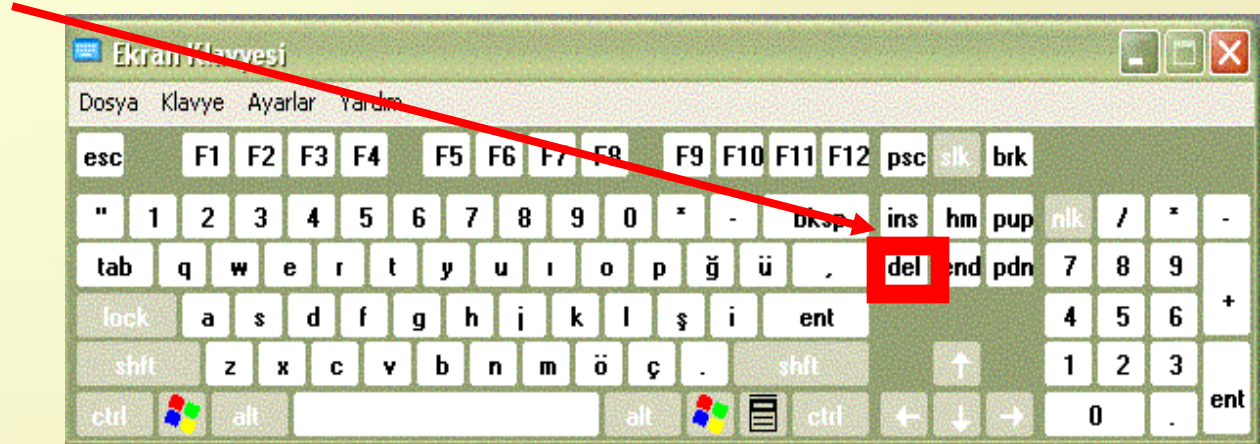 Ekran Klavyesi
Dosya Klavye Ayarlar Yardım
esc F1 F2 F3 F4 F5 F6 F7 F8 F9 F10 F11 F12 psc slk brk
" 1 2 3 4 5 6 7 8 9 0 * - bksp ins hm pup nlk / * -
tab q w e r t y u ı o p ğ ü , del end pdn 7 8 9 +
lock a s d f g h j k l ş i ent 4 5 6
shft z x c v b n m ö ç . shft ↑ 1 2 3 ent
ctrl alt alt ctrl ← ↓ → 0 .